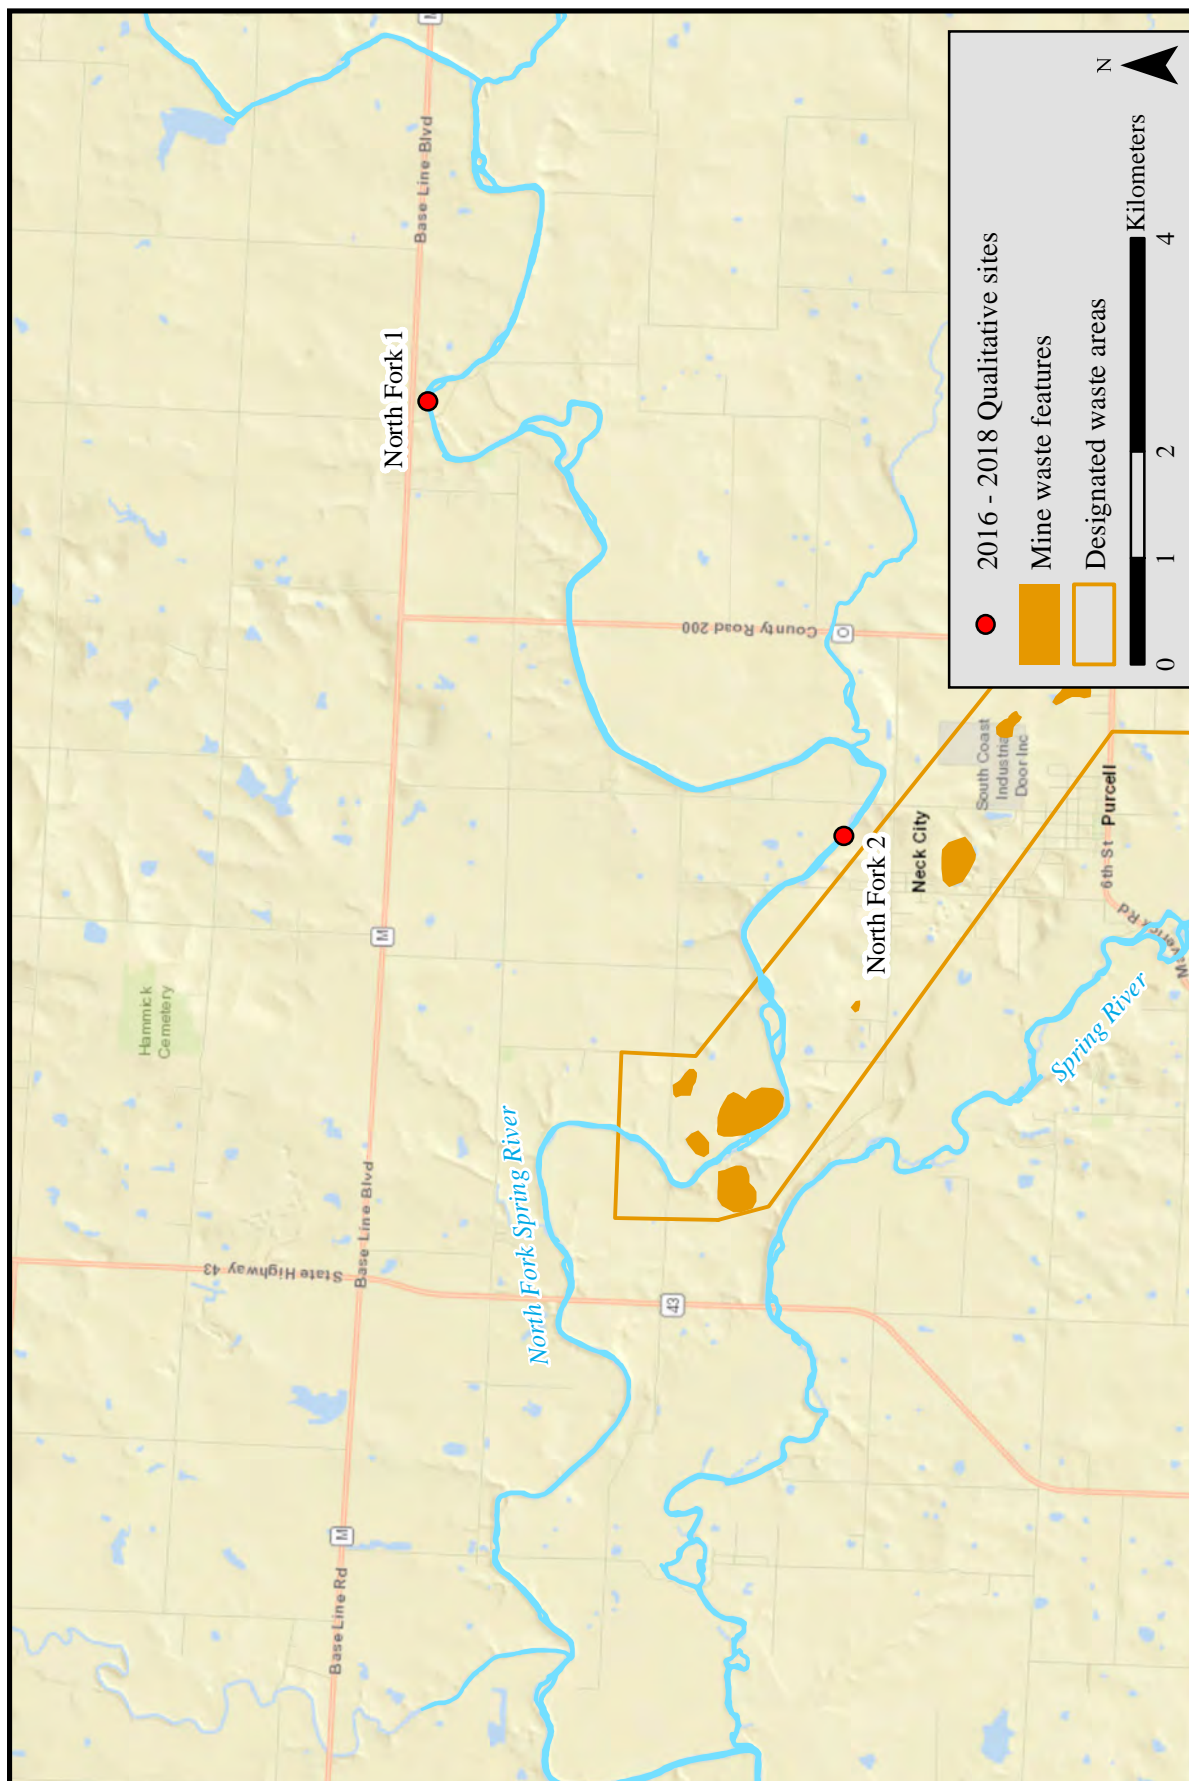 M
Base Line Blvd
North Fork 1
Hammick
Cemetery
M
County Road 200
O
State Highway 43
Base Line Blvd
North Fork Spring River
43
M
Base Line Rd
North Fork 2
Neck City
South Coast
Industrial
Door Inc
6th St
Purcell
Maverick Rd
Spring River
2016 - 2018 Qualitative sites
Mine waste features
Designated waste areas
0
1
2
4
Kilometers
N